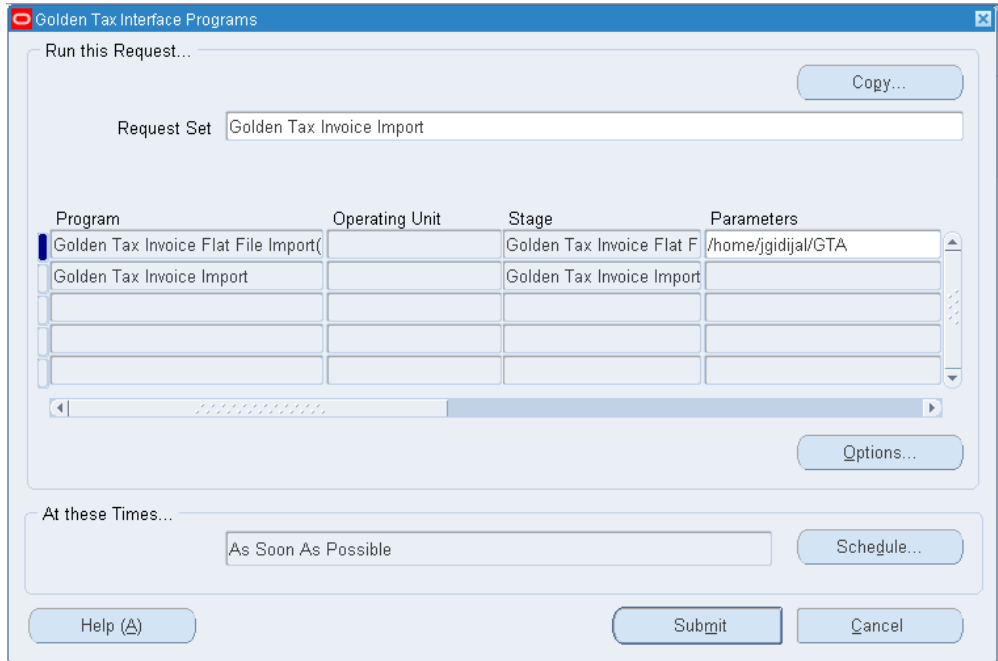 Golden Tax Interface Programs
Run this Request...
Copy...
Request Set Golden Tax Invoice Import
Program Operating Unit Stage Parameters
Golden Tax Invoice Flat File Import( Golden Tax Invoice Flat F /home/jgidijal/GTA
Golden Tax Invoice Import Golden Tax Invoice Import
Options...
At these Times...
As Soon As Possible Schedule...
Help (A) Submit Cancel